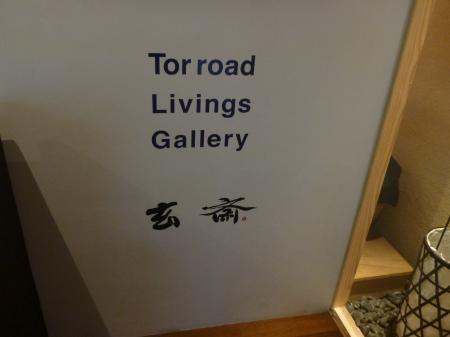 Tor road
Livings
Gallery
玄斎